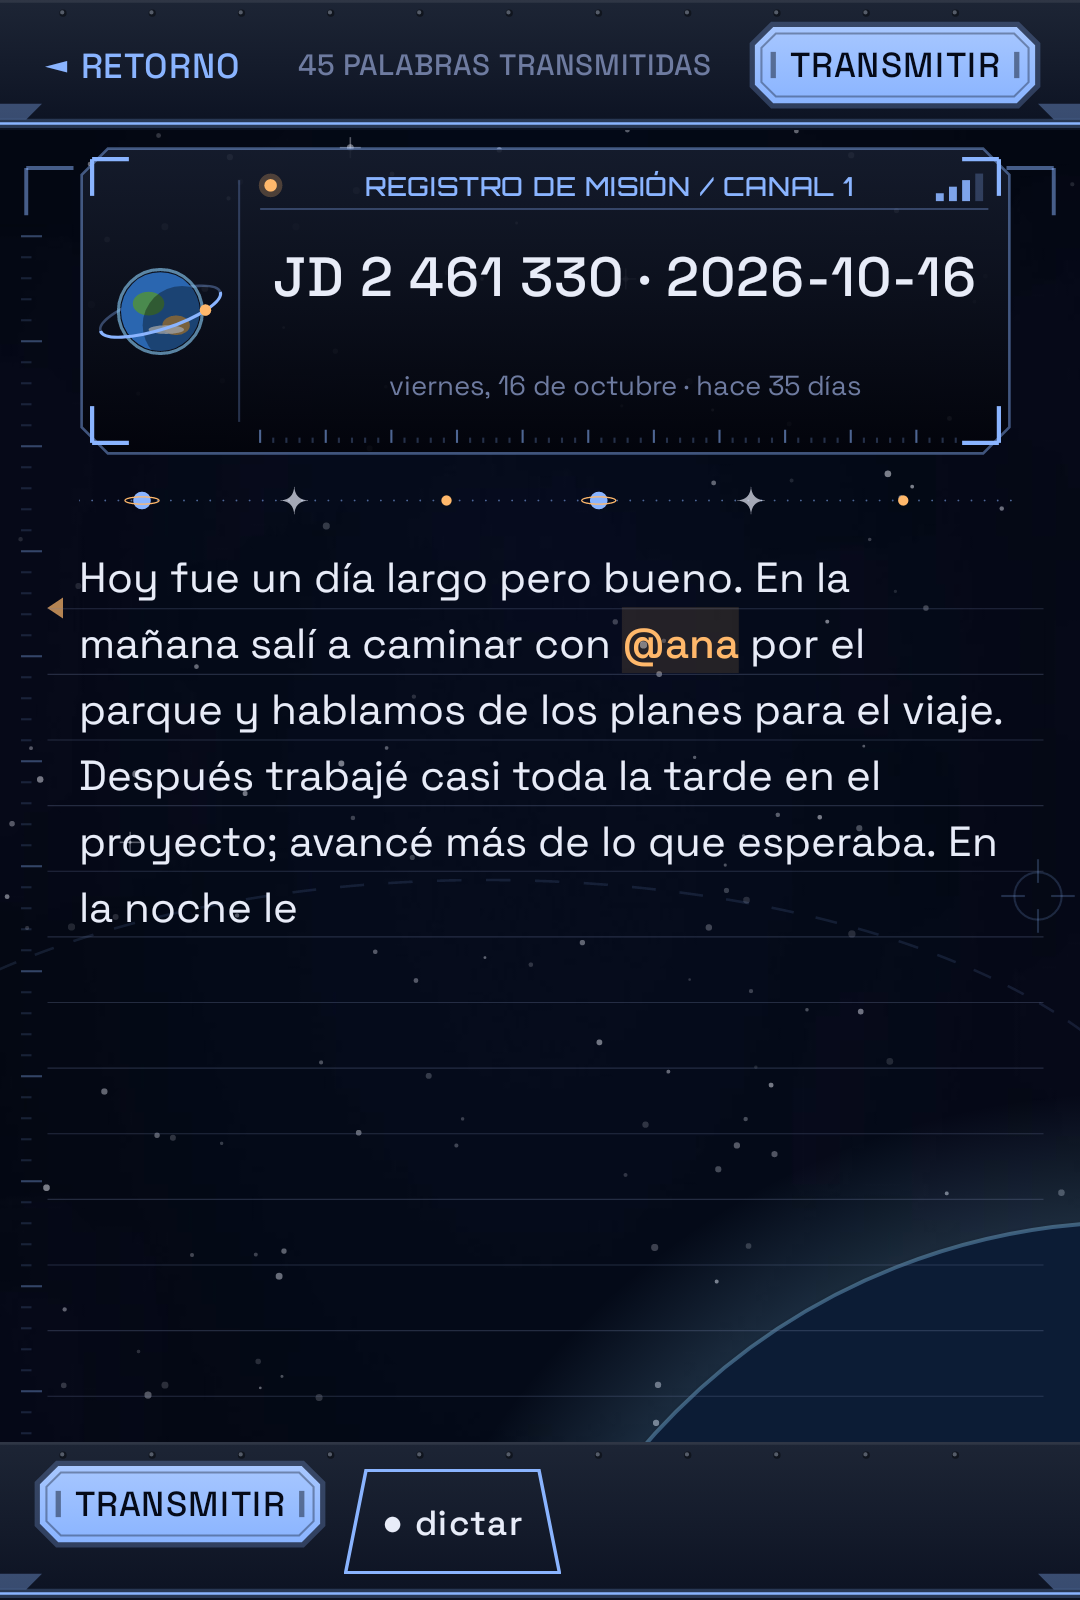 ◄ RETORNO
45 PALABRAS TRANSMITIDAS
TRANSMITIR
REGISTRO DE MISIÓN / CANAL 1
JD 2 461 330 · 2026-10-16
viernes, 16 de octubre · hace 35 días
Hoy fue un día largo pero bueno. En la
mañana salí a caminar con @ana por el
parque y hablamos de los planes para el viaje.
Después trabajé casi toda la tarde en el
proyecto; avancé más de lo que esperaba. En
la noche le
TRANSMITIR
● dictar